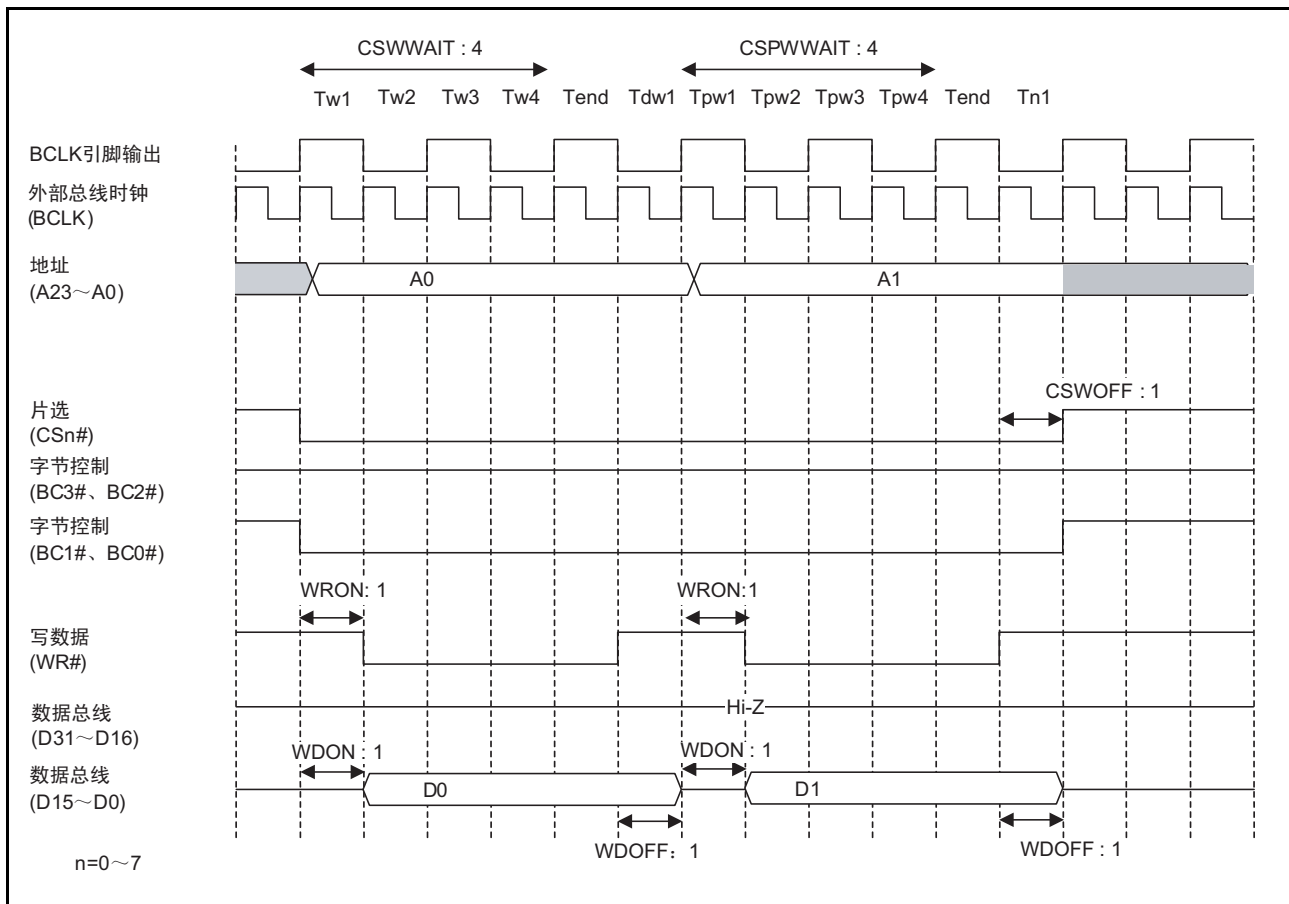 CSWWAIT : 4 CSPWWAIT : 4
Tw1 Tw2 Tw3 Tw4 Tend Tdw1 Tpw1 Tpw2 Tpw3 Tpw4 Tend Tn1
BCLK引脚输出
外部总线时钟
(BCLK)
地址
(A23～A0)
A0 A1
CSWOFF : 1
片选
(CSn#)
字节控制
(BC3#、BC2#)
字节控制
(BC1#、BC0#)
WRON: 1 WRON:1
写数据
(WR#)
数据总线
(D31～D16)
Hi-Z
WDON : 1 WDON : 1
数据总线
(D15～D0)
D0 D1
WDOFF：1 WDOFF : 1
n=0～7